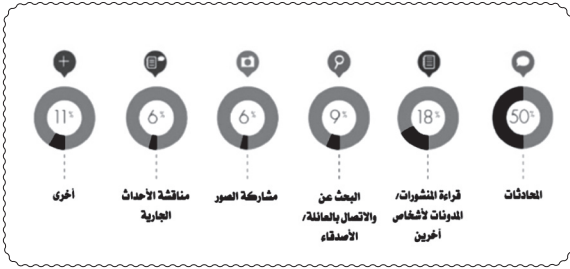 50%
18%
9%
6%
6%
11%
المحادثات
قراءة المنشورات/
المدونات لأشخاص
آخرين
البحث عن
والاتصال بالعائلة/
الأصدقاء
مشاركة الصور
مناقشة الأحداث
الجارية
أخرى